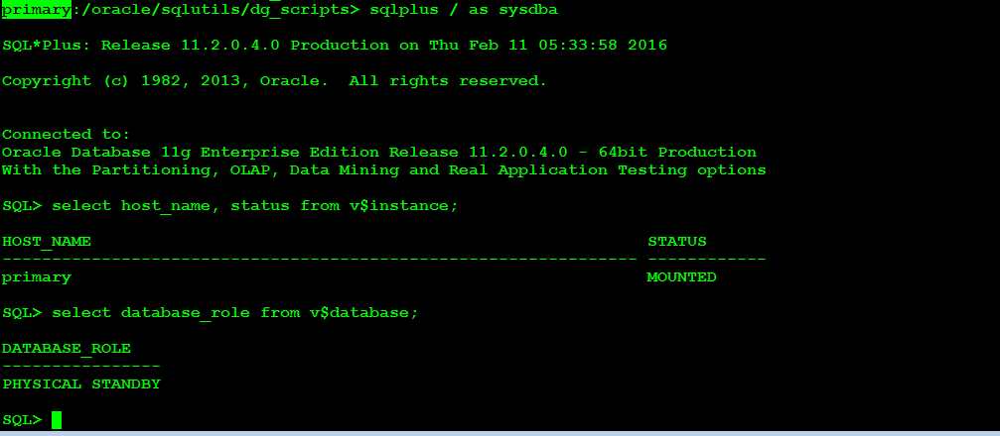 primary:/oracle/sqlutils/dg_scripts> sqlplus / as sysdba
SQL*Plus: Release 11.2.0.4.0 Production on Thu Feb 11 05:33:58 2016
Copyright (c) 1982, 2013, Oracle.  All rights reserved.
Connected to:
Oracle Database 11g Enterprise Edition Release 11.2.0.4.0 - 64bit Production
With the Partitioning, OLAP, Data Mining and Real Application Testing options
SQL> select host_name, status from v$instance;
HOST_NAME                                                        STATUS
---------------------------------------------------------------- ------------
primary                                                          MOUNTED
SQL> select database_role from v$database;
DATABASE_ROLE
----------------
PHYSICAL STANDBY
SQL>